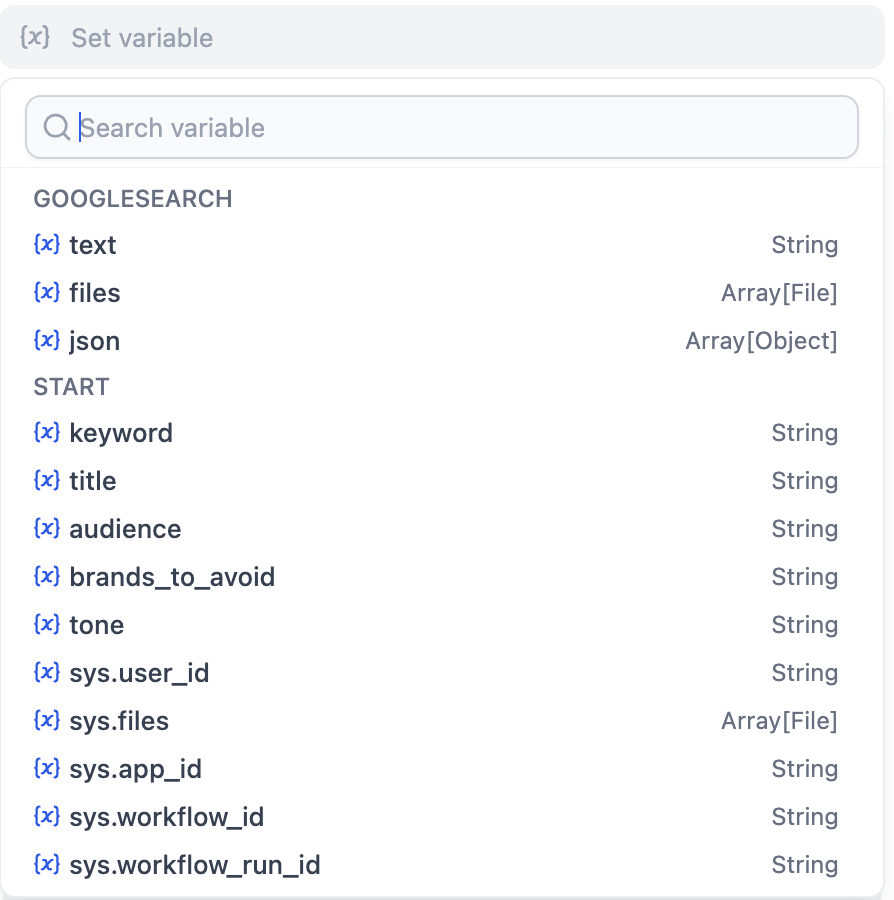 {x} Set variable
Search variable
GOOGLESEARCH
{x} text String
{x} files Array[File]
{x} json Array[Object]
START
{x} keyword String
{x} title String
{x} audience String
{x} brands_to_avoid String
{x} tone String
{x} sys.user_id String
{x} sys.files Array[File]
{x} sys.app_id String
{x} sys.workflow_id String
{x} sys.workflow_run_id String